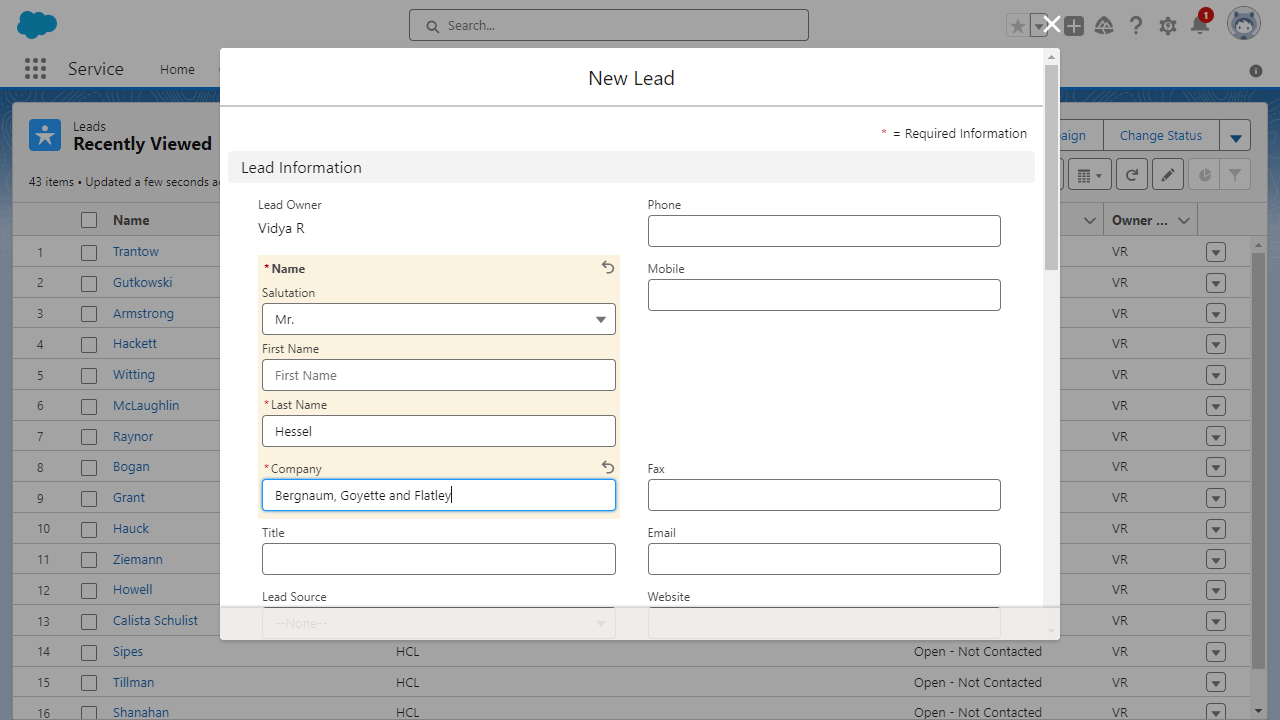 Search...
1
Service
Home
New Lead
* = Required Information
Lead Information
Lead Owner
Vidya R
Phone
*Name
Mobile
Salutation
Mr.
First Name
First Name
*Last Name
Hessel
*Company
Fax
Bergnaum, Goyette and Flatley
Title
Email
Lead Source
Website
--None--
Leads
Recently Viewed
Change Status
43 items • Updated a few seconds
Name
Owner ...
1 Trantow VR
2 Gutkowski VR
3 Armstrong VR
4 Hackett VR
5 Witting VR
6 McLaughlin VR
7 Raynor VR
8 Bogan VR
9 Grant VR
10 Hauck VR
11 Ziemann VR
12 Howell VR
13 Calista Schulist VR
14 Sipes HCL Open - Not Contacted VR
15 Tillman HCL Open - Not Contacted VR
16 Shanahan HCL Open - Not Contacted VR